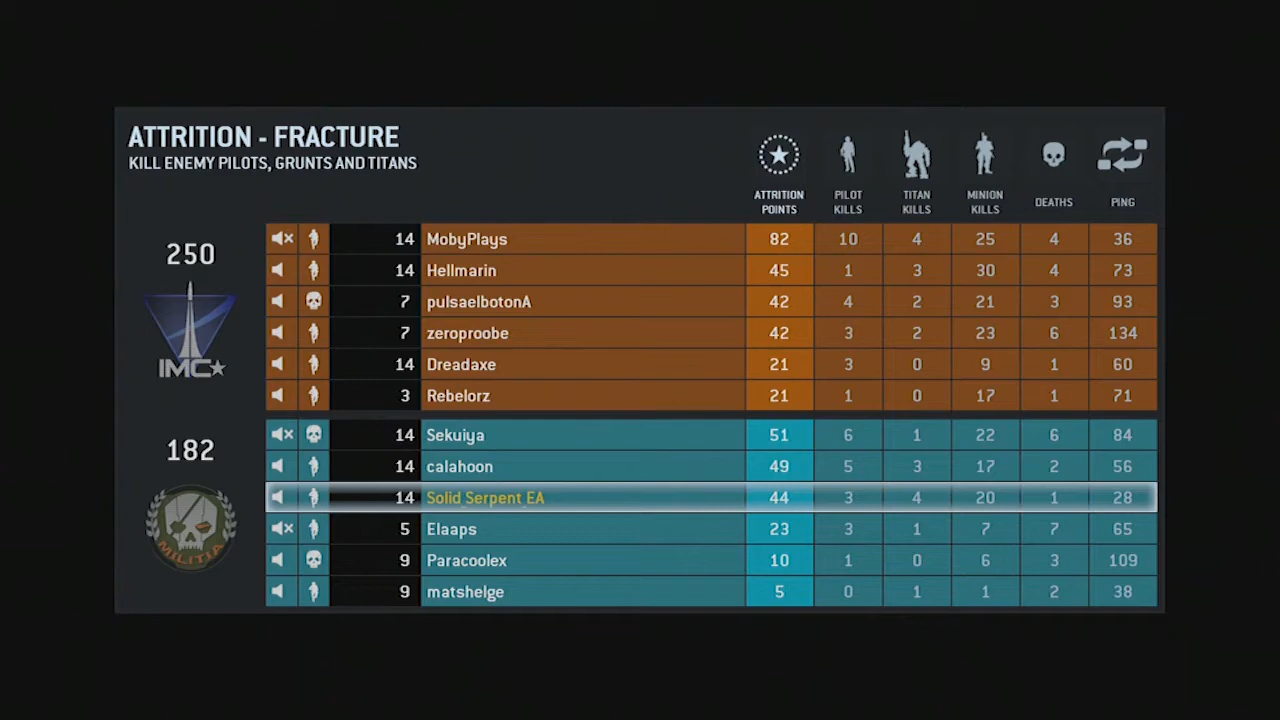 ATTRITION - FRACTURE
KILL ENEMY PILOTS, GRUNTS AND TITANS
ATTRITION POINTS PILOT KILLS TITAN KILLS MINION KILLS DEATHS PING
250
IMC
14 MobyPlays 82 10 4 25 4 36
14 Hellmarin 45 1 3 30 4 73
7 pulsaelbotonA 42 4 2 21 3 93
7 zeroproobe 42 3 2 23 6 134
14 Dreadaxe 21 3 0 9 1 60
3 Rebelorz 21 1 0 17 1 71
182
MILITIA
14 Sekuiya 51 6 1 22 6 84
14 calahoon 49 5 3 17 2 56
14 Solid_Serpent_EA 44 3 4 20 1 28
5 Elaaps 23 3 1 7 7 65
9 Paracoolex 10 1 0 6 3 109
9 matshelge 5 0 1 1 2 38